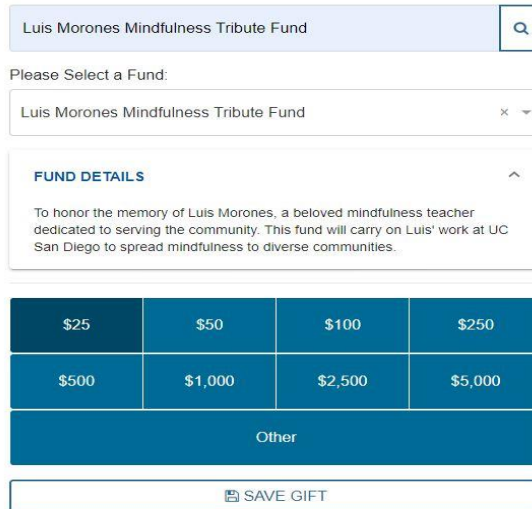 Luis Morones Mindfulness Tribute Fund
Please Select a Fund:
Luis Morones Mindfulness Tribute Fund
FUND DETAILS
To honor the memory of Luis Morones, a beloved mindfulness teacher
dedicated to serving the community. This fund will carry on Luis' work at UC
San Diego to spread mindfulness to diverse communities.
$25 $50 $100 $250
$500 $1,000 $2,500 $5,000
Other
SAVE GIFT